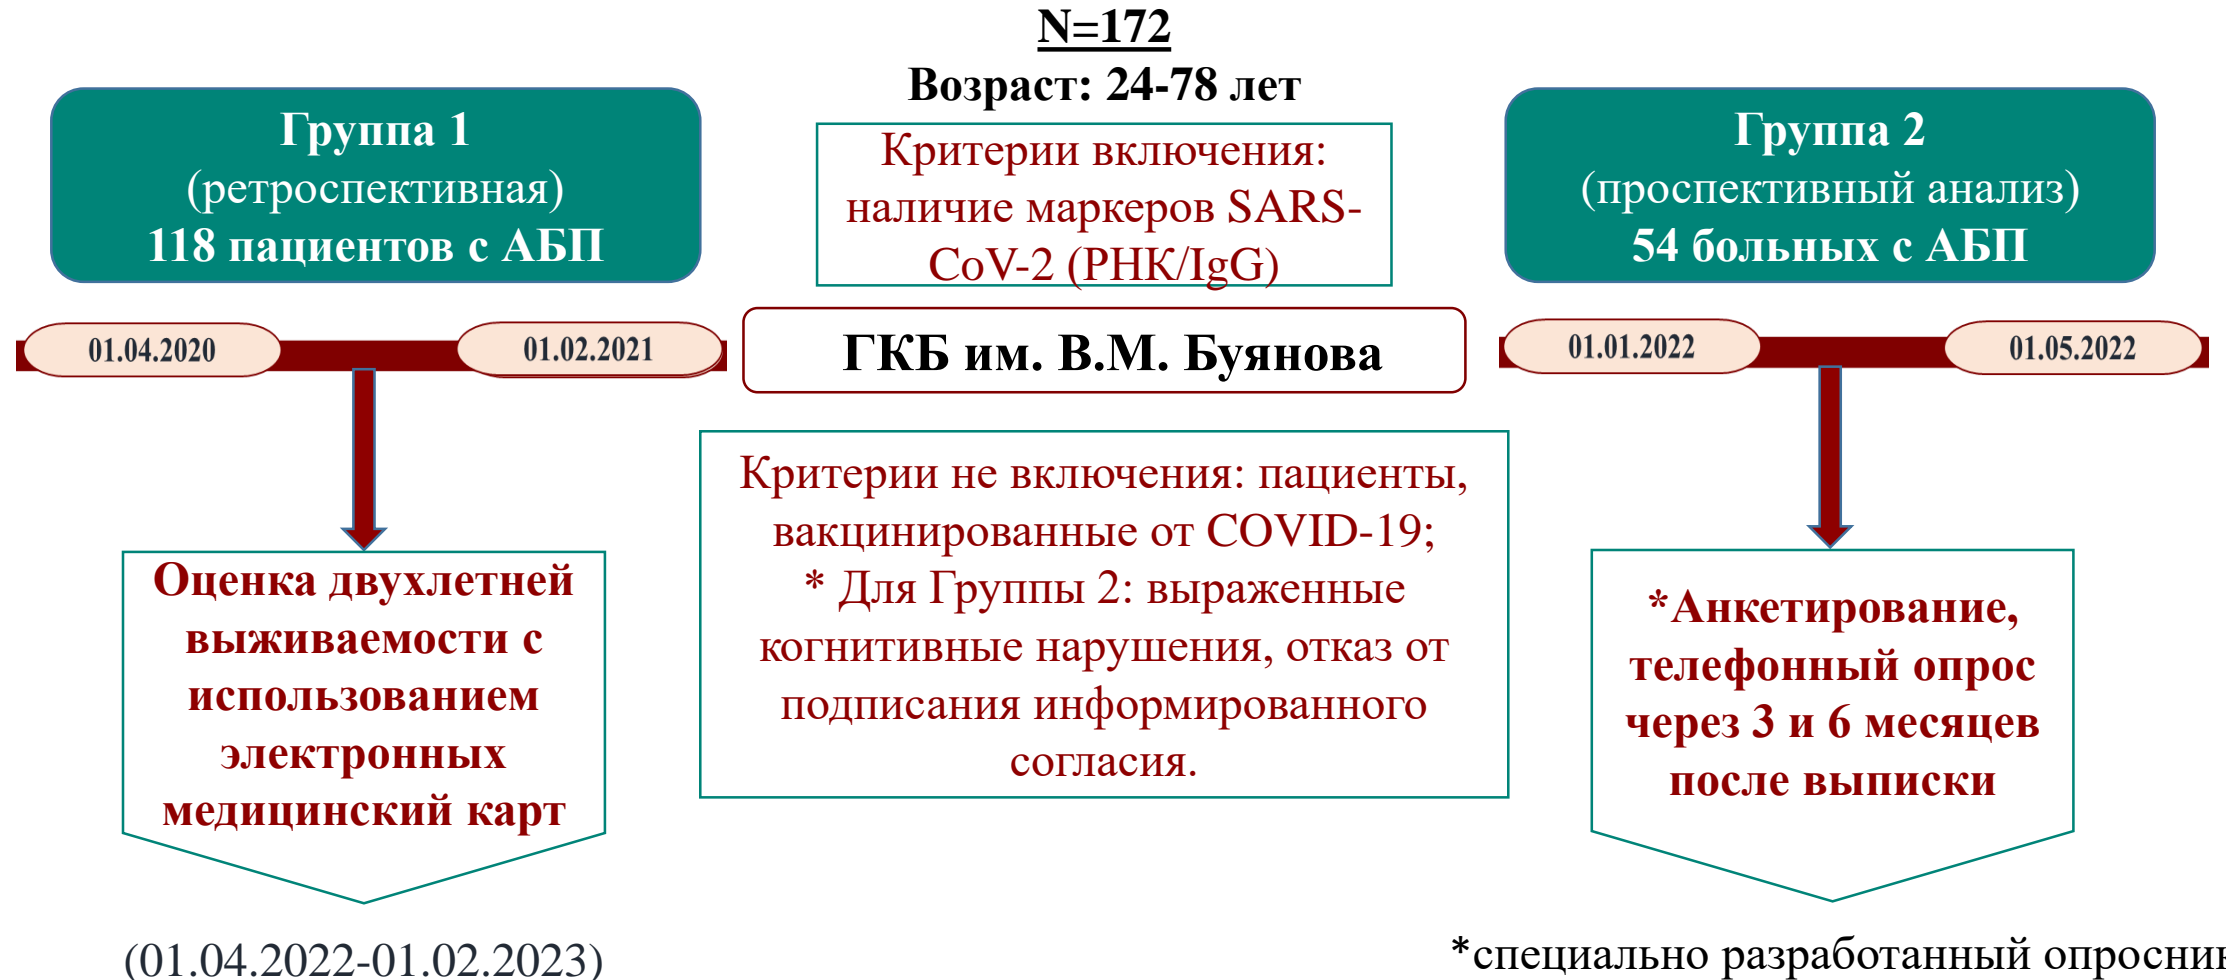 N=172
Возраст: 24-78 лет
Группа 1
(ретроспективная)
118 пациентов с АБП
Критерии включения:
наличие маркеров SARS-
CoV-2 (РНК/IgG)
Группа 2
(проспективный анализ)
54 больных с АБП
01.04.2020
01.02.2021
ГКБ им. В.М. Буянова
01.01.2022
01.05.2022
Оценка двухлетней
выживаемости с
использованием
электронных
медицинский карт
Критерии не включения: пациенты,
вакцинированные от COVID-19;
* Для Группы 2: выраженные
когнитивные нарушения, отказ от
подписания информированного
согласия.
*Анкетирование,
телефонный опрос
через 3 и 6 месяцев
после выписки
(01.04.2022-01.02.2023)
*специально разработанный